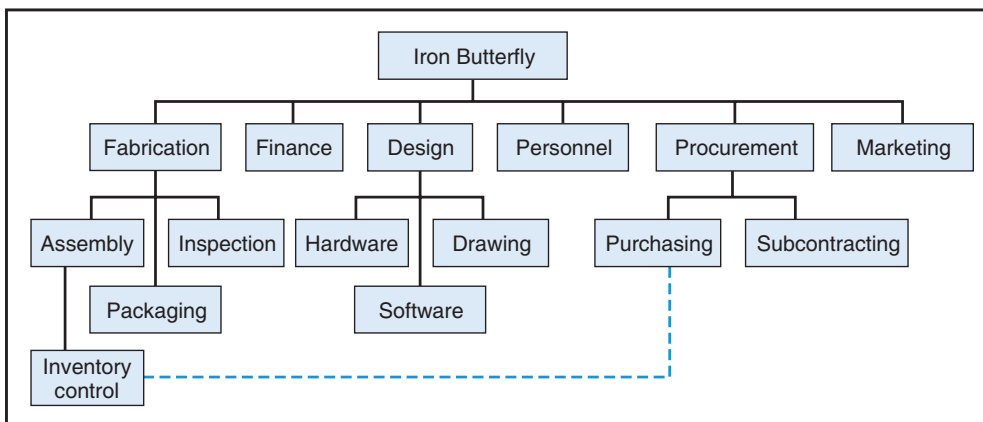 Iron Butterfly
Fabrication
Finance
Design
Personnel
Procurement
Marketing
Assembly
Inspection
Hardware
Drawing
Purchasing
Subcontracting
Packaging
Software
Inventory
control